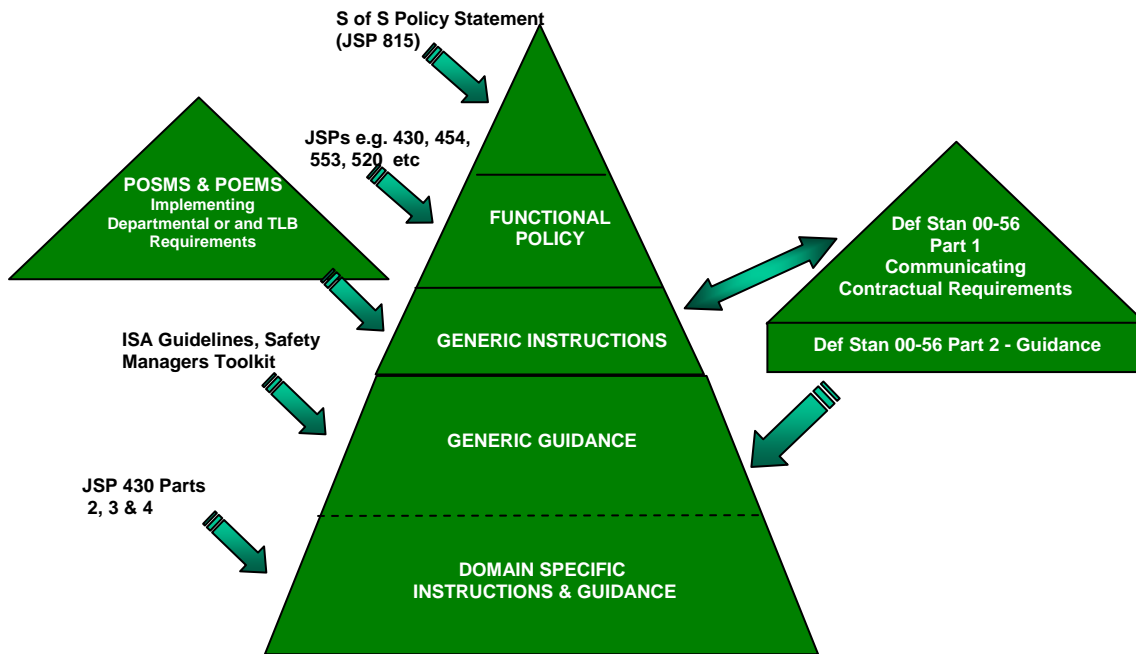 S of S Policy Statement
(JSP 815)
JSPs e.g. 430, 454,
553, 520 etc
POSMS & POEMS
Implementing
Departmental or and TLB
Requirements
FUNCTIONAL
POLICY
Def Stan 00-56
Part 1
Communicating
Contractual Requirements
ISA Guidelines, Safety
Managers Toolkit
GENERIC INSTRUCTIONS
Def Stan 00-56 Part 2 - Guidance
GENERIC GUIDANCE
JSP 430 Parts
2, 3 & 4
DOMAIN SPECIFIC
INSTRUCTIONS & GUIDANCE